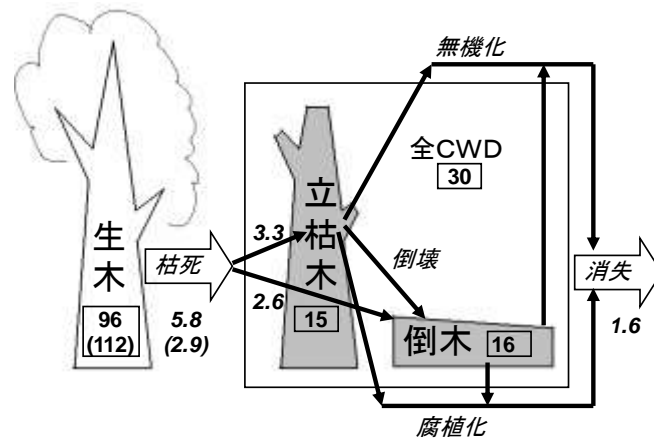 無機化
全CWD
30
立枯木
生木
96
(112)
枯死
5.8
(2.9)
3.3
2.6
15
倒壊
倒木
16
消失
1.6
腐植化